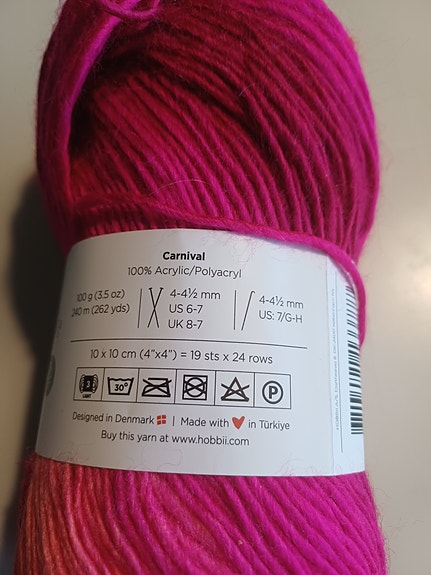 Carnival
100% Acrylic/Polyacryl
100 g (3.5 oz)
240 m (262 yds)
4-4½ mm
US 6-7
UK 8-7
4-4½ mm
US: 7/G-H
10 x 10 cm (4"x4") = 19 sts x 24 rows
3
LIGHT
30°
P
Designed in Denmark | Made with in Türkiye
Buy this yarn at www.hobbii.com